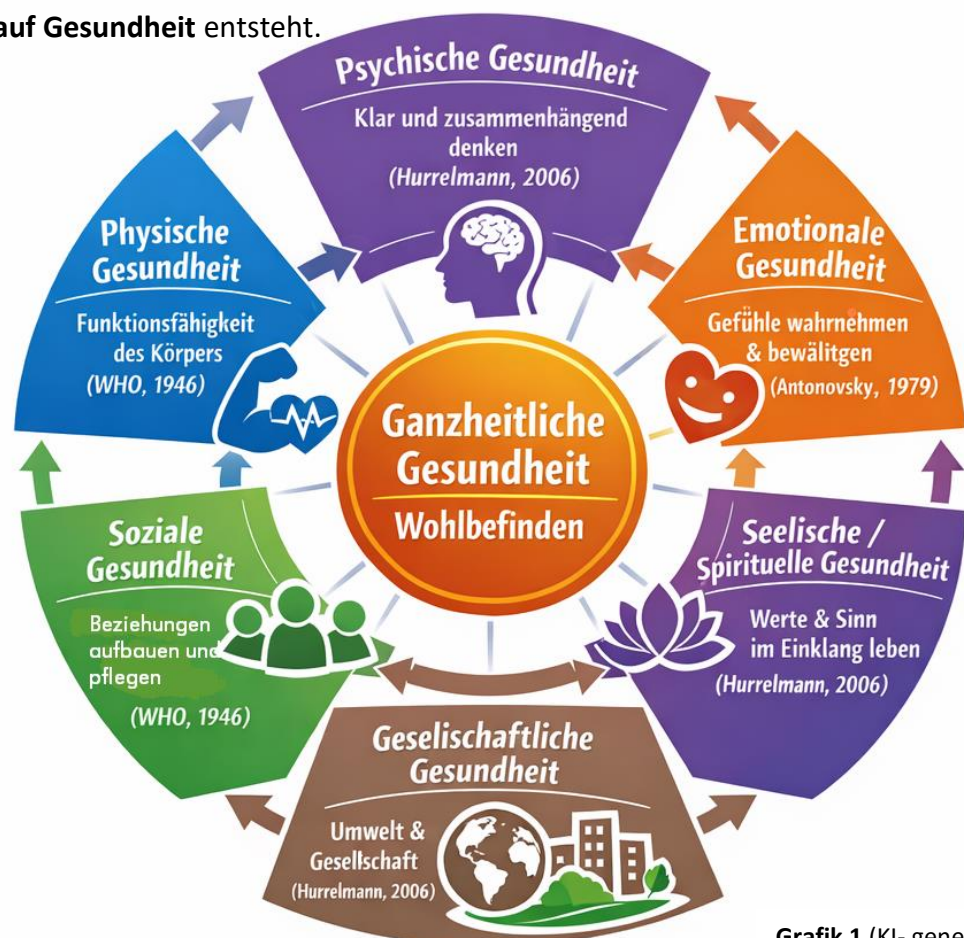 auf Gesundheit entsteht.
Psychische Gesundheit
Klar und zusammenhängend
denken
(Hurrelmann, 2006)
Physische
Gesundheit
Funktionsfähigkeit
des Körpers
(WHO, 1946)
Emotionale
Gesundheit
Gefühle wahrnehmen
& bewälitgen
(Antonovsky, 1979)
Ganzheitliche
Gesundheit
Wohlbefinden
Soziale
Gesundheit
Beziehungen
aufbauen und
pflegen
(WHO, 1946)
Seelische /
Spirituelle Gesundheit
Werte & Sinn
im Einklang leben
(Hurrelmann, 2006)
Geselischaftliche
Gesundheit
Umwelt &
Gesellschaft
(Hurrelmann, 2006)
Grafik 1 (KI- gene